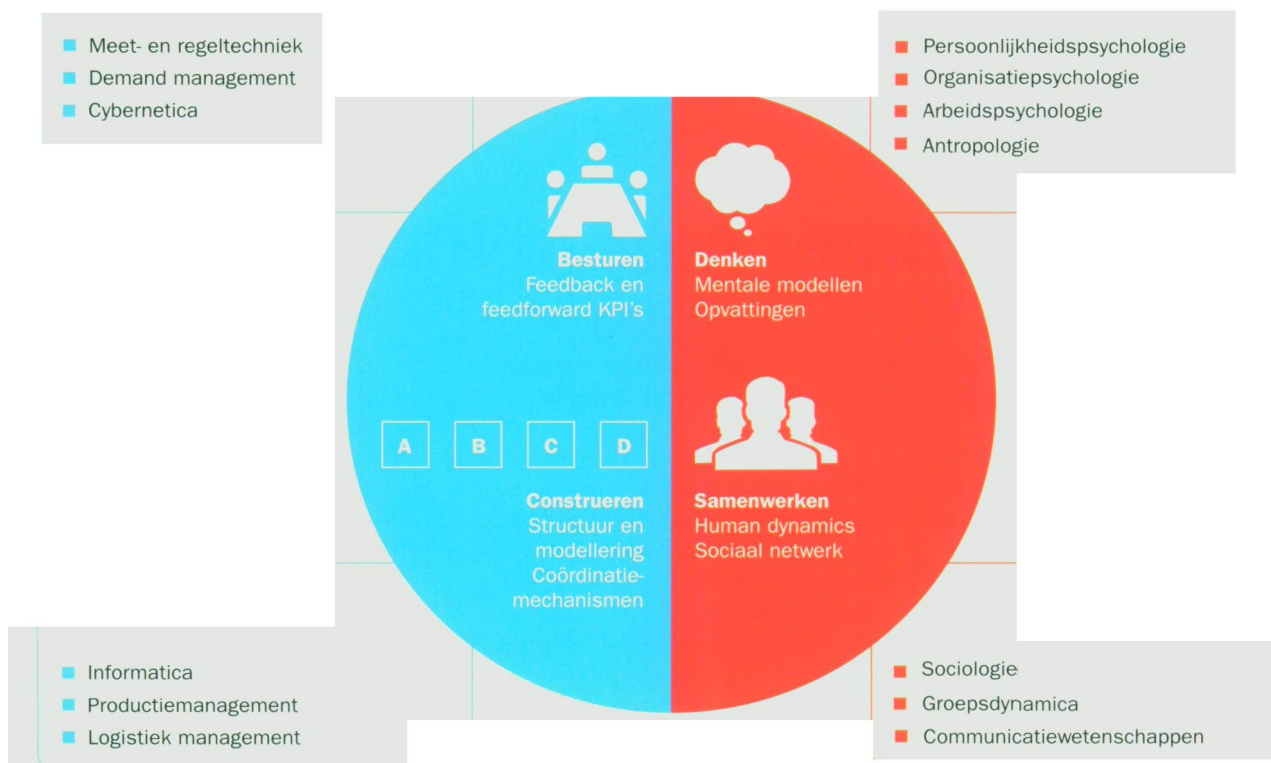 Meet- en regeltechniek
Demand management
Cybernetica
Persoonlijkheidspsychologie
Organisatiepsychologie
Arbeidspsychologie
Antropologie
Besturen
Feedback en
feedforward KPI's
Denken
Mentale modellen
Opvattingen
A B C D
Construeren
Structuur en
modellering
Coördinatie-
mechanismen
Samenwerken
Human dynamics
Sociaal netwerk
Informatica
Productiemanagement
Logistiek management
Sociologie
Groepsdynamica
Communicatiewetenschappen